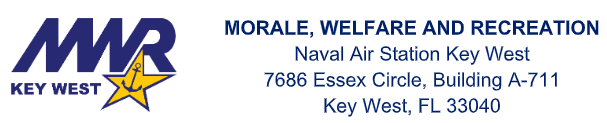 MWR
KEY WEST
MORALE, WELFARE AND RECREATION
Naval Air Station Key West
7686 Essex Circle, Building A-711
Key West, FL 33040